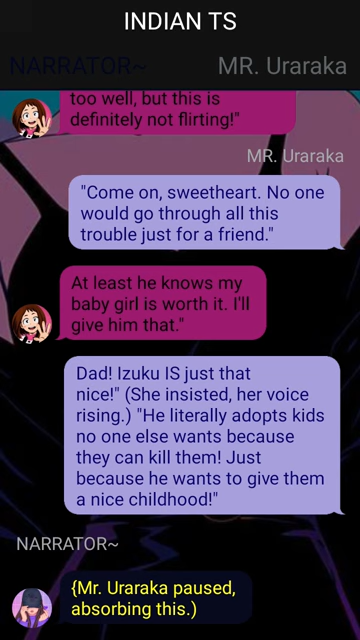 INDIAN TS
NARRATOR~
MR. Uraraka
too well, but this is
definitely not flirting!"
MR. Uraraka
"Come on, sweetheart. No one
would go through all this
trouble just for a friend."
At least he knows my
baby girl is worth it. I'll
give him that."
Dad! Izuku IS just that
nice!" (She insisted, her voice
rising.) "He literally adopts kids
no one else wants because
they can kill them! Just
because he wants to give them
a nice childhood!"
NARRATOR~
{Mr. Uraraka paused,
absorbing this.)